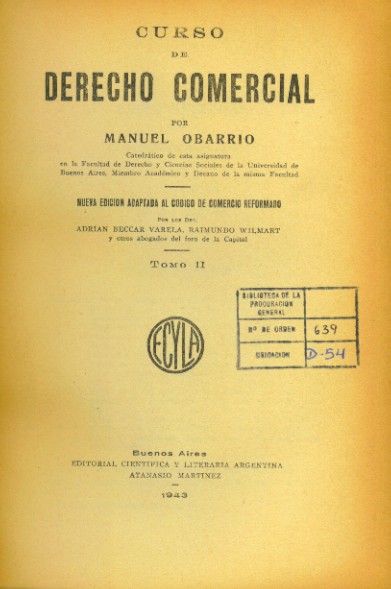 CURSO
DE
DERECHO COMERCIAL
POR
MANUEL OBARRIO
Catedrático de esta asignatura
en la Facultad de Derecho y Ciencias Sociales de la Universidad de
Buenos Aires, Miembro Académico y Decano de la misma Facultad
NUEVA EDICION ADAPTADA AL CODIGO DE COMERCIO REFORMADO
Por los Dres.
ADRIAN BECCAR VARELA, RAIMUNDO WILMART
y otros abogados del foro de la Capital
Tomo II
BIBLIOTECA DE LA
PROCURACION
GENERAL
Nº DE ORDEN 639
UBICACION D-54
ECYLA
Buenos Aires
EDITORIAL CIENTIFICA Y LITERARIA ARGENTINA
ATANASIO MARTINEZ
1943